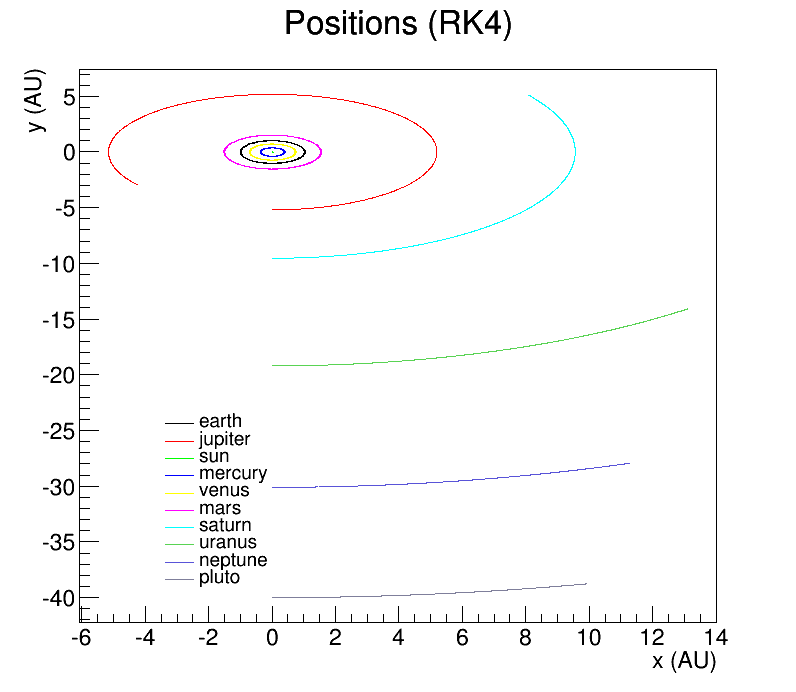 Positions (RK4)
y (AU)
5
0
-5
-10
-15
-20
-25
-30
-35
-40
earth
jupiter
sun
mercury
venus
mars
saturn
uranus
neptune
pluto
-6 -4 -2 0 2 4 6 8 10 12 14
x (AU)